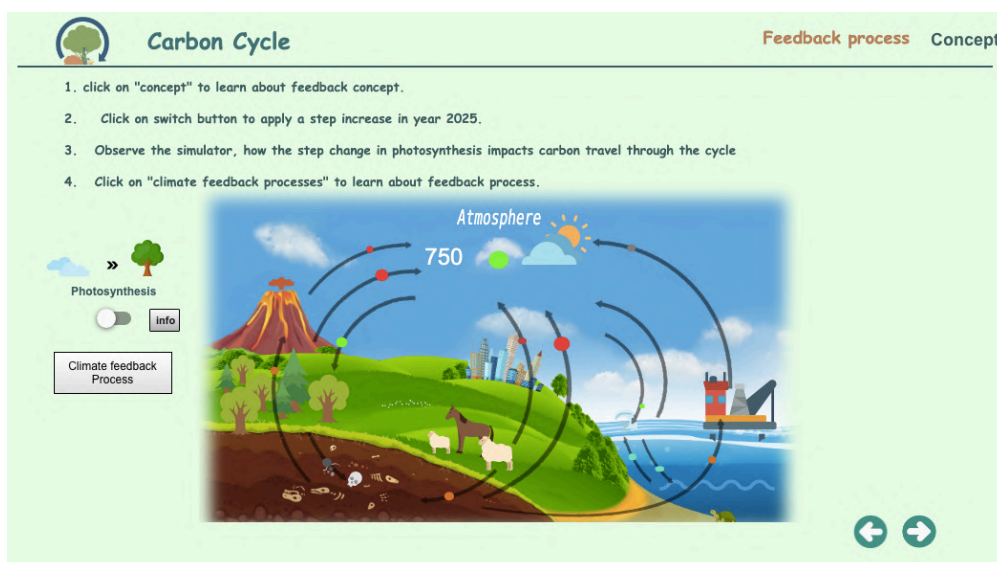 Carbon Cycle
Feedback process
Concept
1. click on "concept" to learn about feedback concept.
2. Click on switch button to apply a step increase in year 2025.
3. Observe the simulator, how the step change in photosynthesis impacts carbon travel through the cycle
4. Click on "climate feedback processes" to learn about feedback process.
Atmosphere
750
»
Photosynthesis
info
Climate feedback
Process